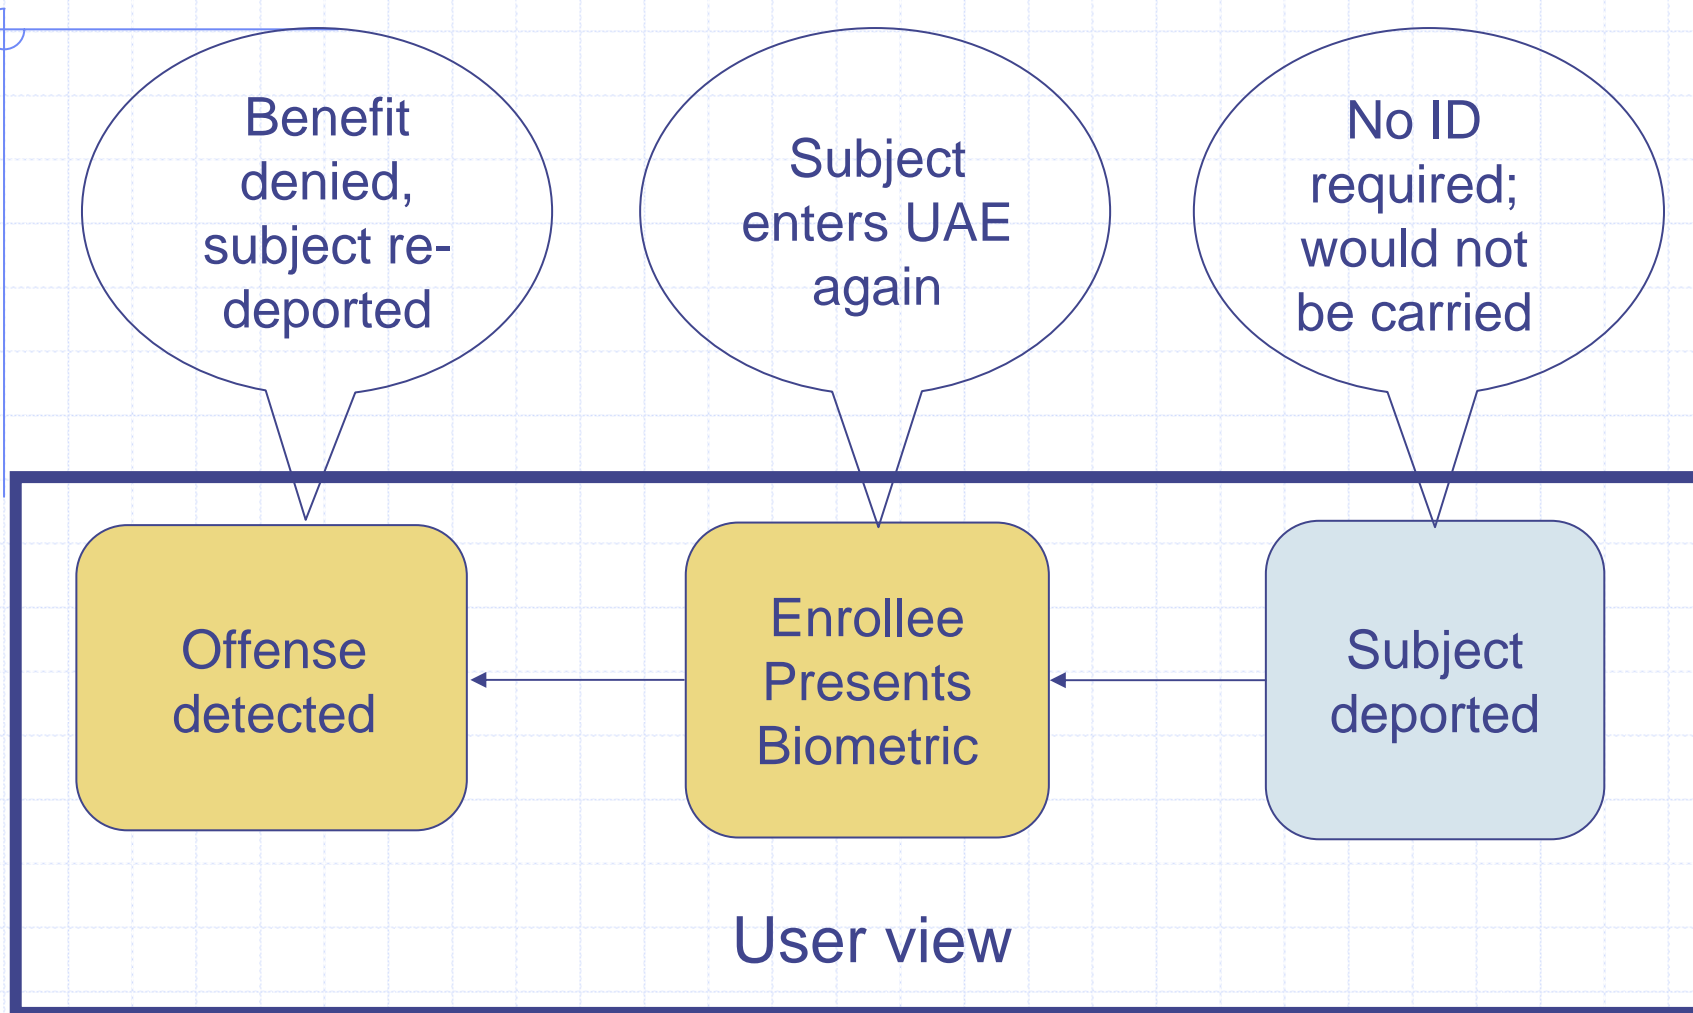 Benefit
denied,
subject re-
deported
Subject
enters UAE
again
No ID
required;
would not
be carried
Offense
detected
Enrollee
Presents
Biometric
Subject
deported
User view